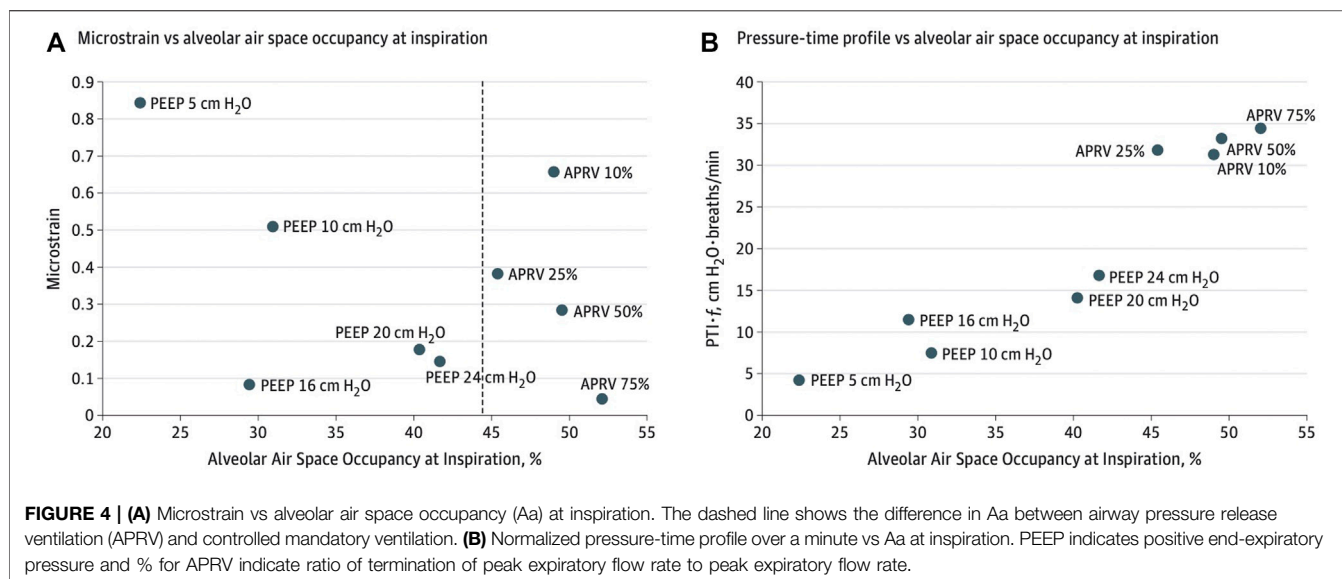 A Microstrain vs alveolar air space occupancy at inspiration
0.9
0.8
0.7
0.6
0.5
0.4
0.3
0.2
0.1
0
Microstrain
PEEP 5 cm H₂O
APRV 10%
PEEP 10 cm H₂O
APRV 25%
APRV 50%
PEEP 20 cm H₂O
PEEP 24 cm H₂O
PEEP 16 cm H₂O
APRV 75%
20 25 30 35 40 45 50 55
Alveolar Air Space Occupancy at Inspiration, %
B Pressure-time profile vs alveolar air space occupancy at inspiration
40
35
30
25
20
15
10
5
0
PTI·f, cm H₂O·breaths/min
APRV 75%
APRV 25%
APRV 50%
APRV 10%
PEEP 24 cm H₂O
PEEP 20 cm H₂O
PEEP 16 cm H₂O
PEEP 10 cm H₂O
PEEP 5 cm H₂O
20 25 30 35 40 45 50 55
Alveolar Air Space Occupancy at Inspiration, %
FIGURE 4 | (A) Microstrain vs alveolar air space occupancy (Aa) at inspiration. The dashed line shows the difference in Aa between airway pressure release
ventilation (APRV) and controlled mandatory ventilation. (B) Normalized pressure-time profile over a minute vs Aa at inspiration. PEEP indicates positive end-expiratory
pressure and % for APRV indicate ratio of termination of peak expiratory flow rate to peak expiratory flow rate.